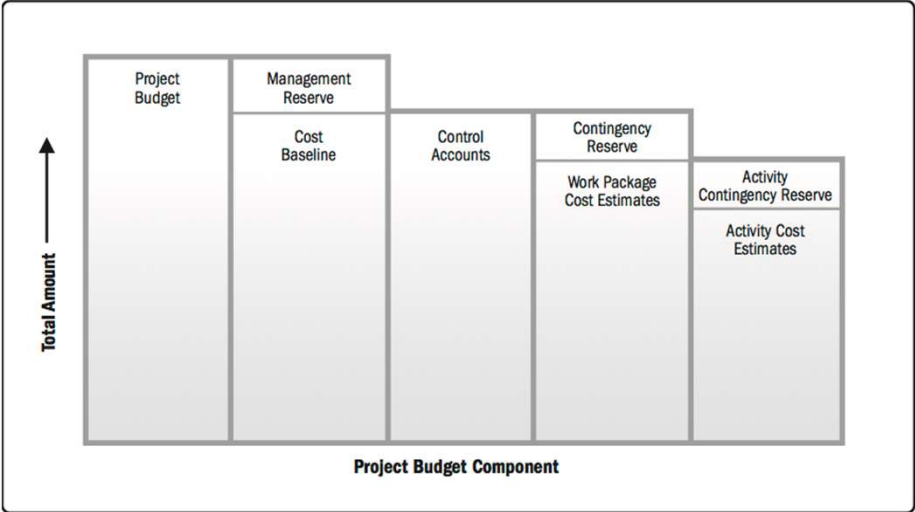 Project
Budget
Management
Reserve
Cost
Baseline
Control
Accounts
Contingency
Reserve
Work Package
Cost Estimates
Activity
Contingency Reserve
Activity Cost
Estimates
Total Amount
Project Budget Component